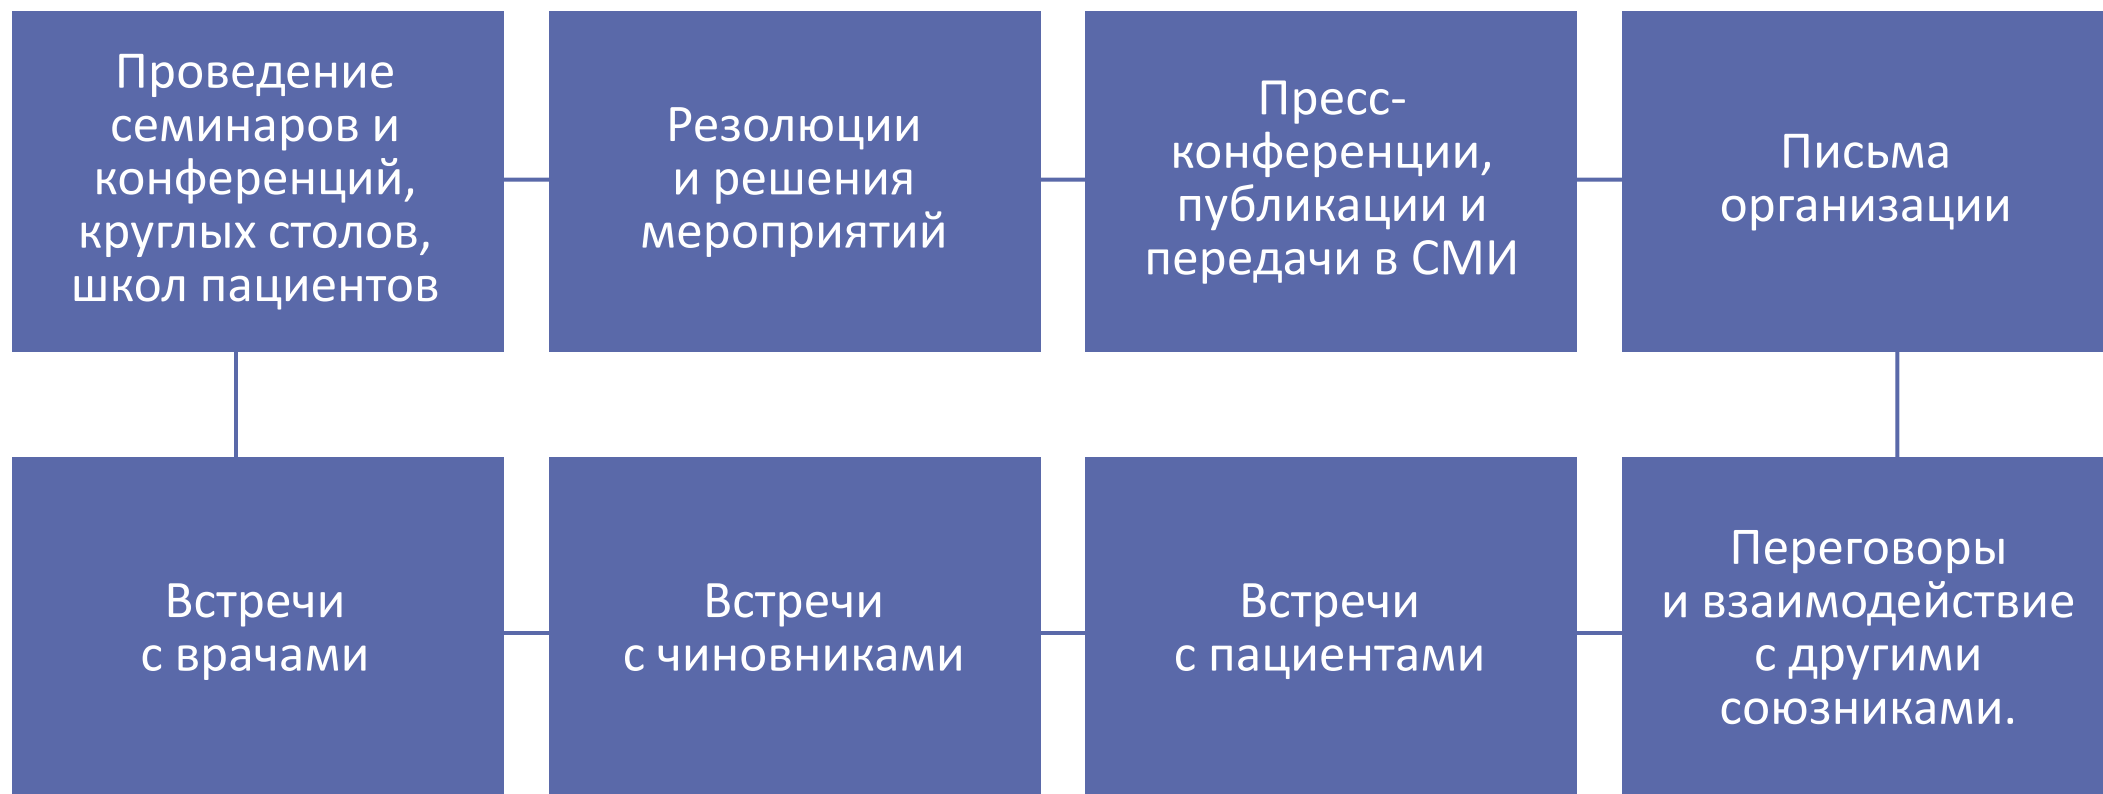 Проведение
семинаров и
конференций,
круглых столов,
школ пациентов
Резолюции
и решения
мероприятий
Пресс-
конференции,
публикации и
передачи в СМИ
Письма
организации
Встречи
с врачами
Встречи
с чиновниками
Встречи
с пациентами
Переговоры
и взаимодействие
с другими
союзниками.